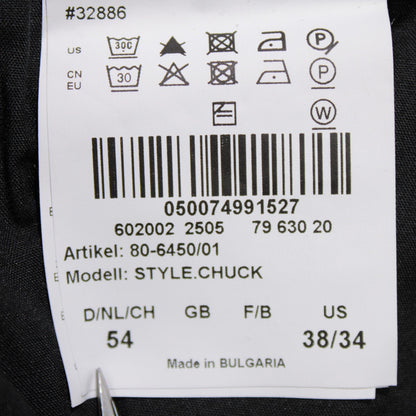 #32886
US 30C P
CN 30 P
EU
W
050074991527
602002 2505 79 630 20
Artikel: 80-6450/01
Modell: STYLE.CHUCK
D/NL/CH GB F/B US
54 38/34
Made in BULGARIA